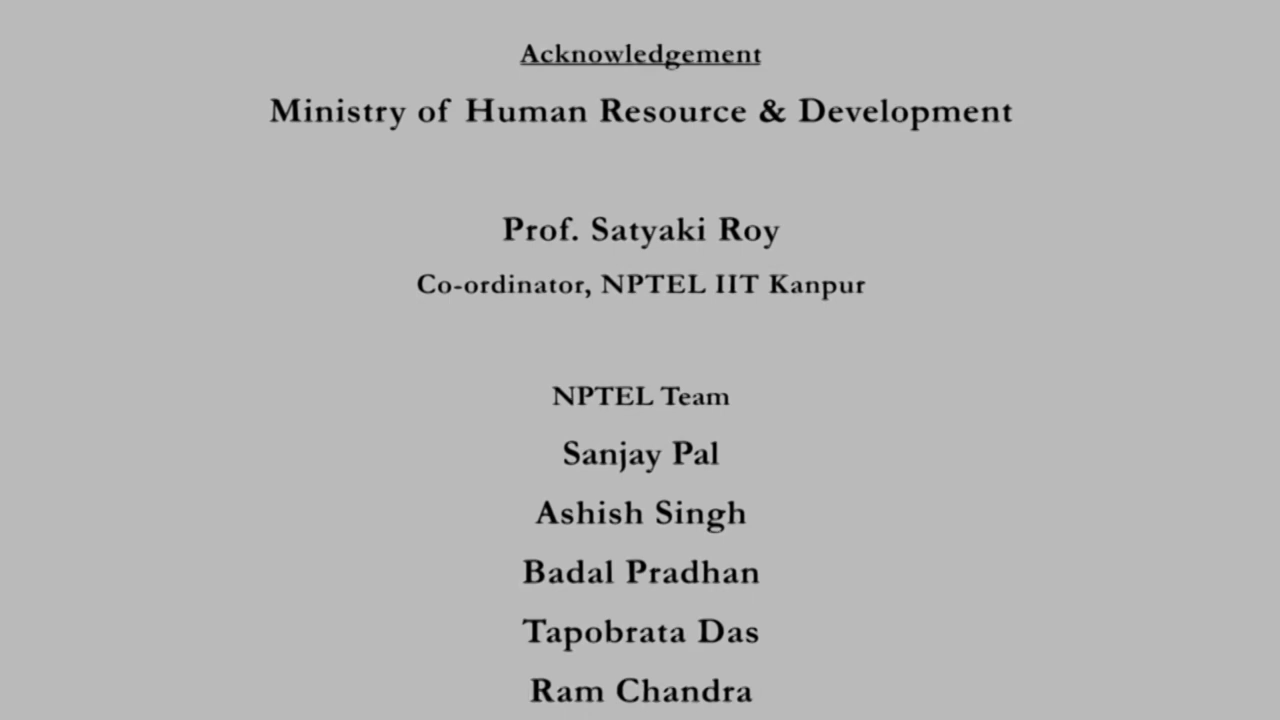 Acknowledgement
Ministry of Human Resource & Development
Prof. Satyaki Roy
Co-ordinator, NPTEL IIT Kanpur
NPTEL Team
Sanjay Pal
Ashish Singh
Badal Pradhan
Tapobrata Das
Ram Chandra